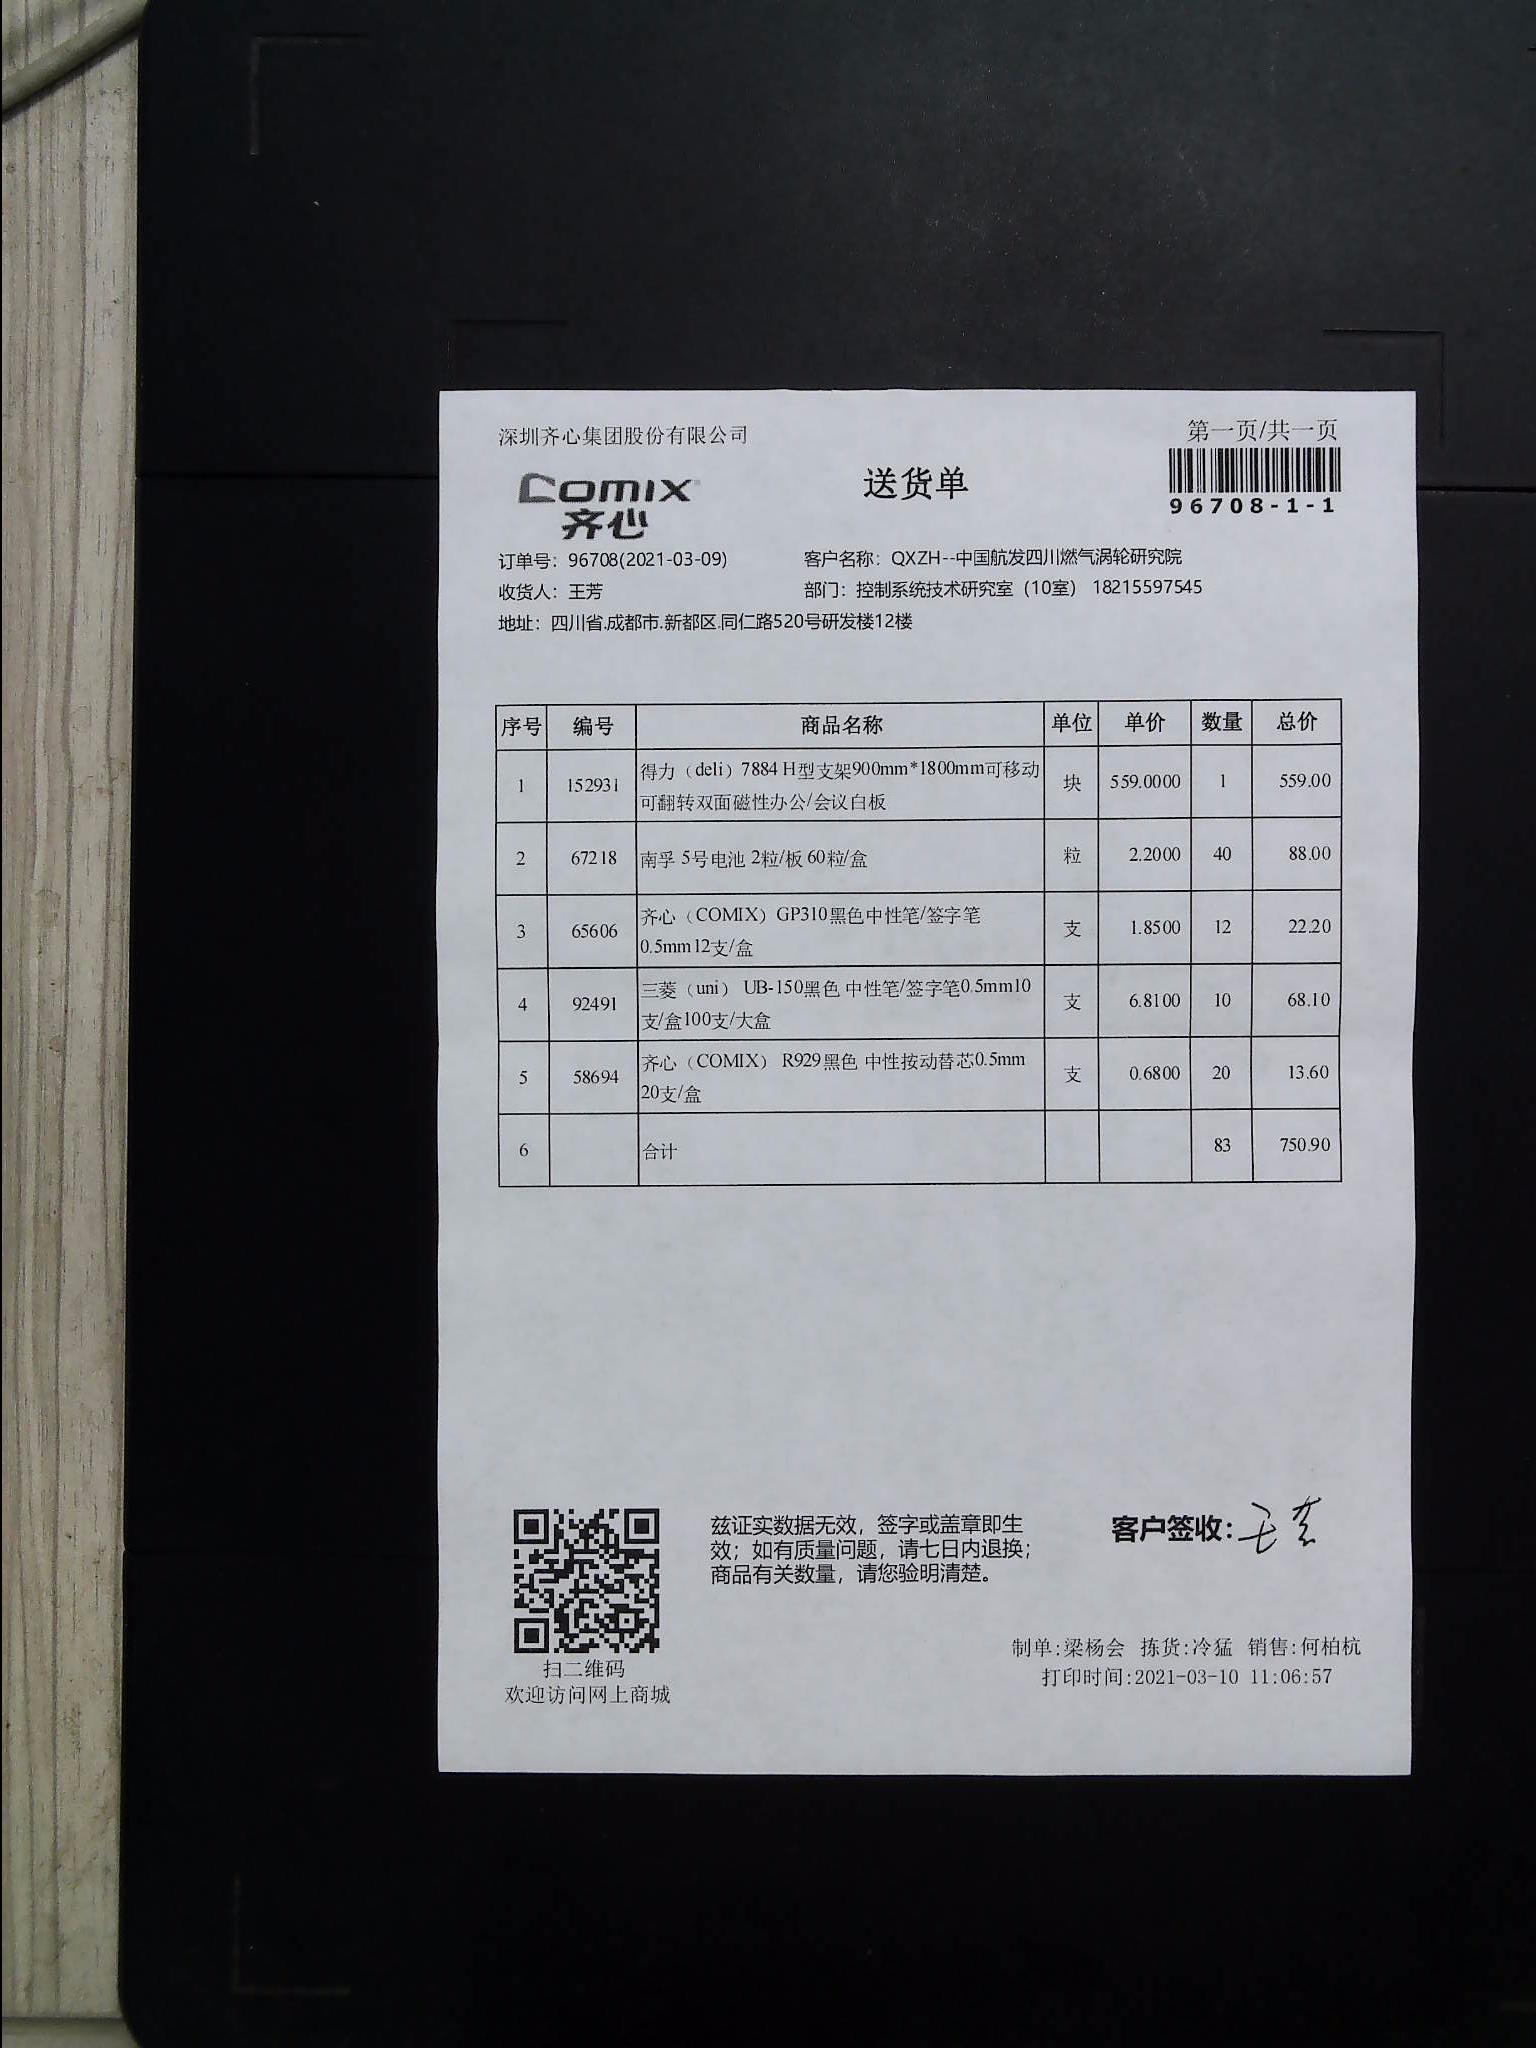 深圳齐心集团股份有限公司
第一页/共一页
comix
齐心
送货单
96708-1-1
订单号：96708(2021-03-09)
客户名称：QXZH--中国航发四川燃气涡轮研究院
收货人：王芳
部门：控制系统技术研究室（10室） 18215597545
地址：四川省.成都市.新都区.同仁路520号研发楼12楼
序号 编号 商品名称 单位 单价 数量 总价
1 152931 得力（deli）7884 H型支架900mm*1800mm可移动 块 559.0000 1 559.00
可翻转双面磁性办公/会议白板
2 67218 南孚 5号电池 2粒/板 60粒/盒 粒 2.2000 40 88.00
3 65606 齐心（COMIX）GP310黑色中性笔/签字笔 支 1.8500 12 22.20
0.5mm12支/盒
4 92491 三菱（uni） UB-150黑色 中性笔/签字笔0.5mm10 支 6.8100 10 68.10
支/盒100支/大盒
5 58694 齐心（COMIX） R929黑色 中性按动替芯0.5mm 支 0.6800 20 13.60
20支/盒
6 合计 83 750.90
兹证实数据无效，签字或盖章即生
效；如有质量问题，请七日内退换；
商品有关数量，请您验明清楚。
客户签收：王芳
扫二维码
欢迎访问网上商城
制单:梁杨会 拣货:冷猛 销售:何柏杭
打印时间:2021-03-10 11:06:57